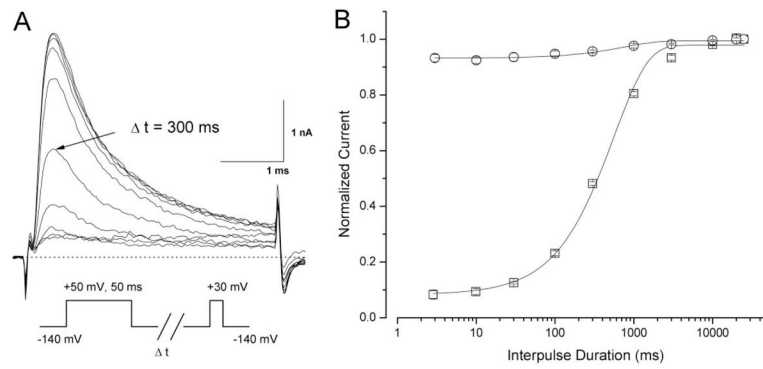 A
Δ t = 300 ms
1 nA
1 ms
+50 mV, 50 ms
+30 mV
-140 mV
-140 mV
Δ t
B
Normalized Current
1.0
0.8
0.6
0.4
0.2
0.0
1
10
100
1000
10000
Interpulse Duration (ms)